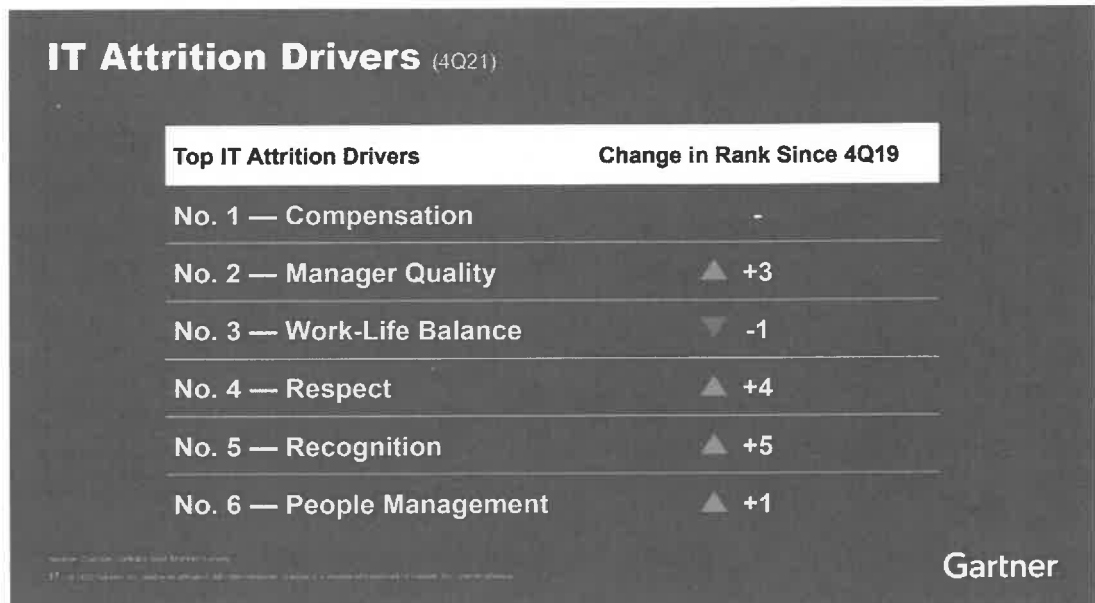 IT Attrition Drivers (4Q21)
Top IT Attrition Drivers Change in Rank Since 4Q19
No. 1 — Compensation -
No. 2 — Manager Quality ▲ +3
No. 3 — Work-Life Balance ▼ -1
No. 4 — Respect ▲ +4
No. 5 — Recognition ▲ +5
No. 6 — People Management ▲ +1
Gartner